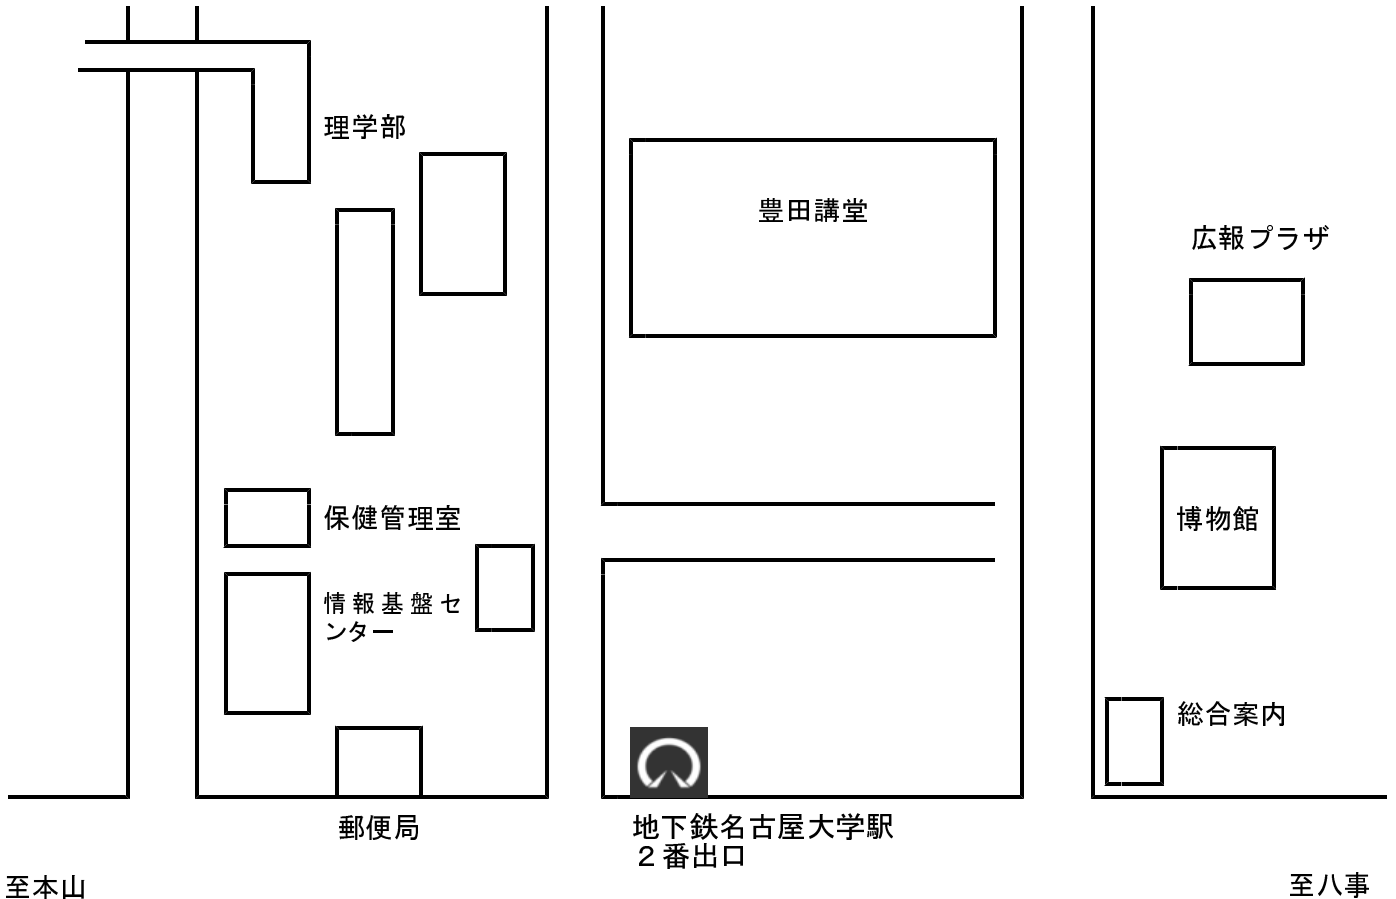 理学部
豊田講堂
広報プラザ
保健管理室
博物館
情報基盤セ
ンター
総合案内
郵便局
地下鉄名古屋大学駅
２番出口
至本山
至八事